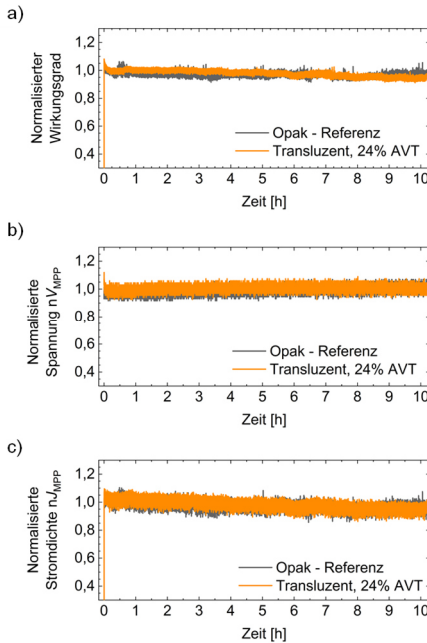 a)
Normalisierter
Wirkungsgrad
1,2
1,0
0,8
0,6
0,4
Opak - Referenz
Transluzent, 24% AVT
0 1 2 3 4 5 6 7 8 9 10
Zeit [h]
b)
Normalisierte
Spannung nVMPP
1,2
1,0
0,8
0,6
0,4
Opak - Referenz
Transluzent, 24% AVT
0 1 2 3 4 5 6 7 8 9 10
Zeit [h]
c)
Normalisierte
Stromdichte nJMPP
1,2
1,0
0,8
0,6
0,4
Opak - Referenz
Transluzent, 24% AVT
0 1 2 3 4 5 6 7 8 9 10
Zeit [h]